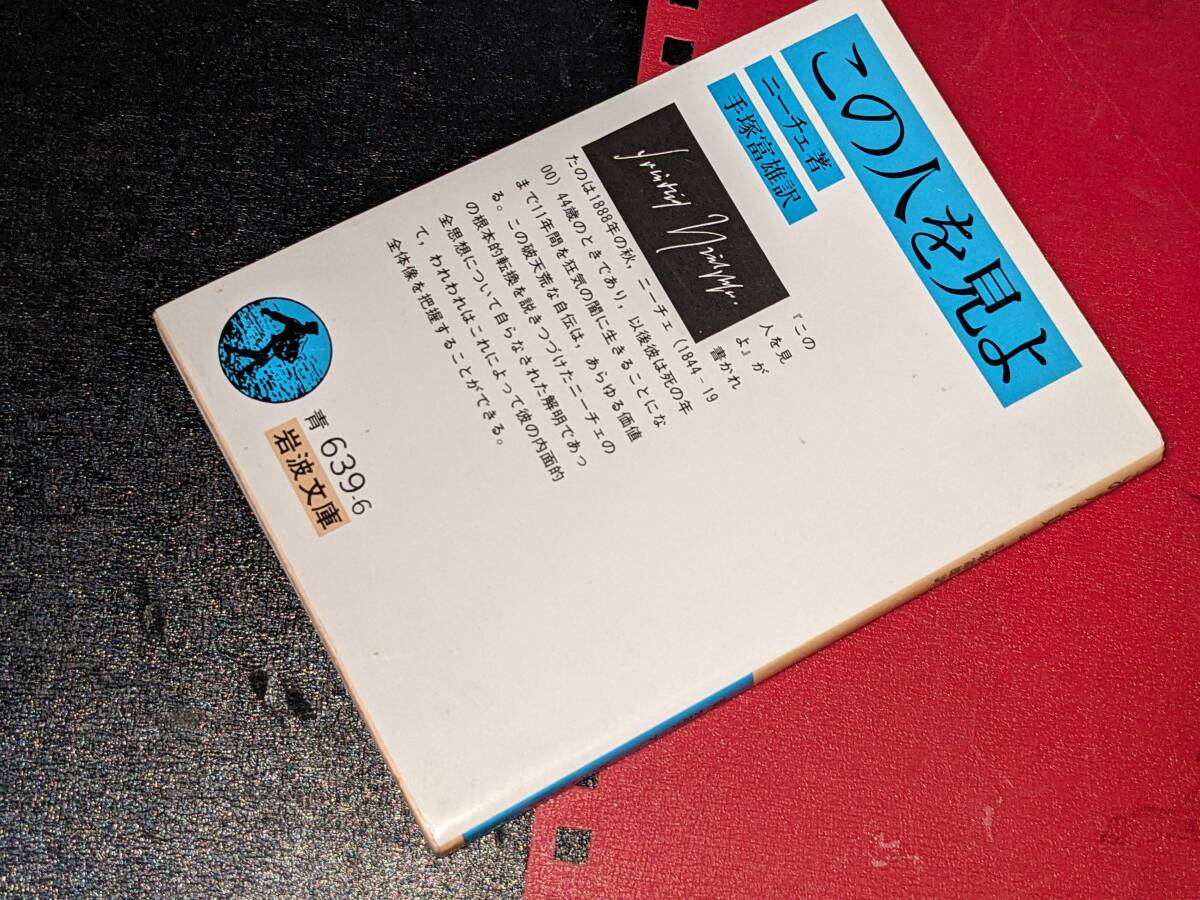 この人を見よ
ニーチェ著
手塚富雄訳
『この
人を見
よ』が
書かれ
たのは1888年の秋，ニーチェ（1844-19
00）44歳のときであり，以後彼は死の年
まで11年間を狂気の闇に生きることにな
る。この破天荒な自伝は，あらゆる価値
の根本的転換を説きつづけたニーチェの
全思想について自らなされた解明であっ
て，われわれはこれによって彼の内面的
全体像を把握することができる。
青 639-6
岩波文庫